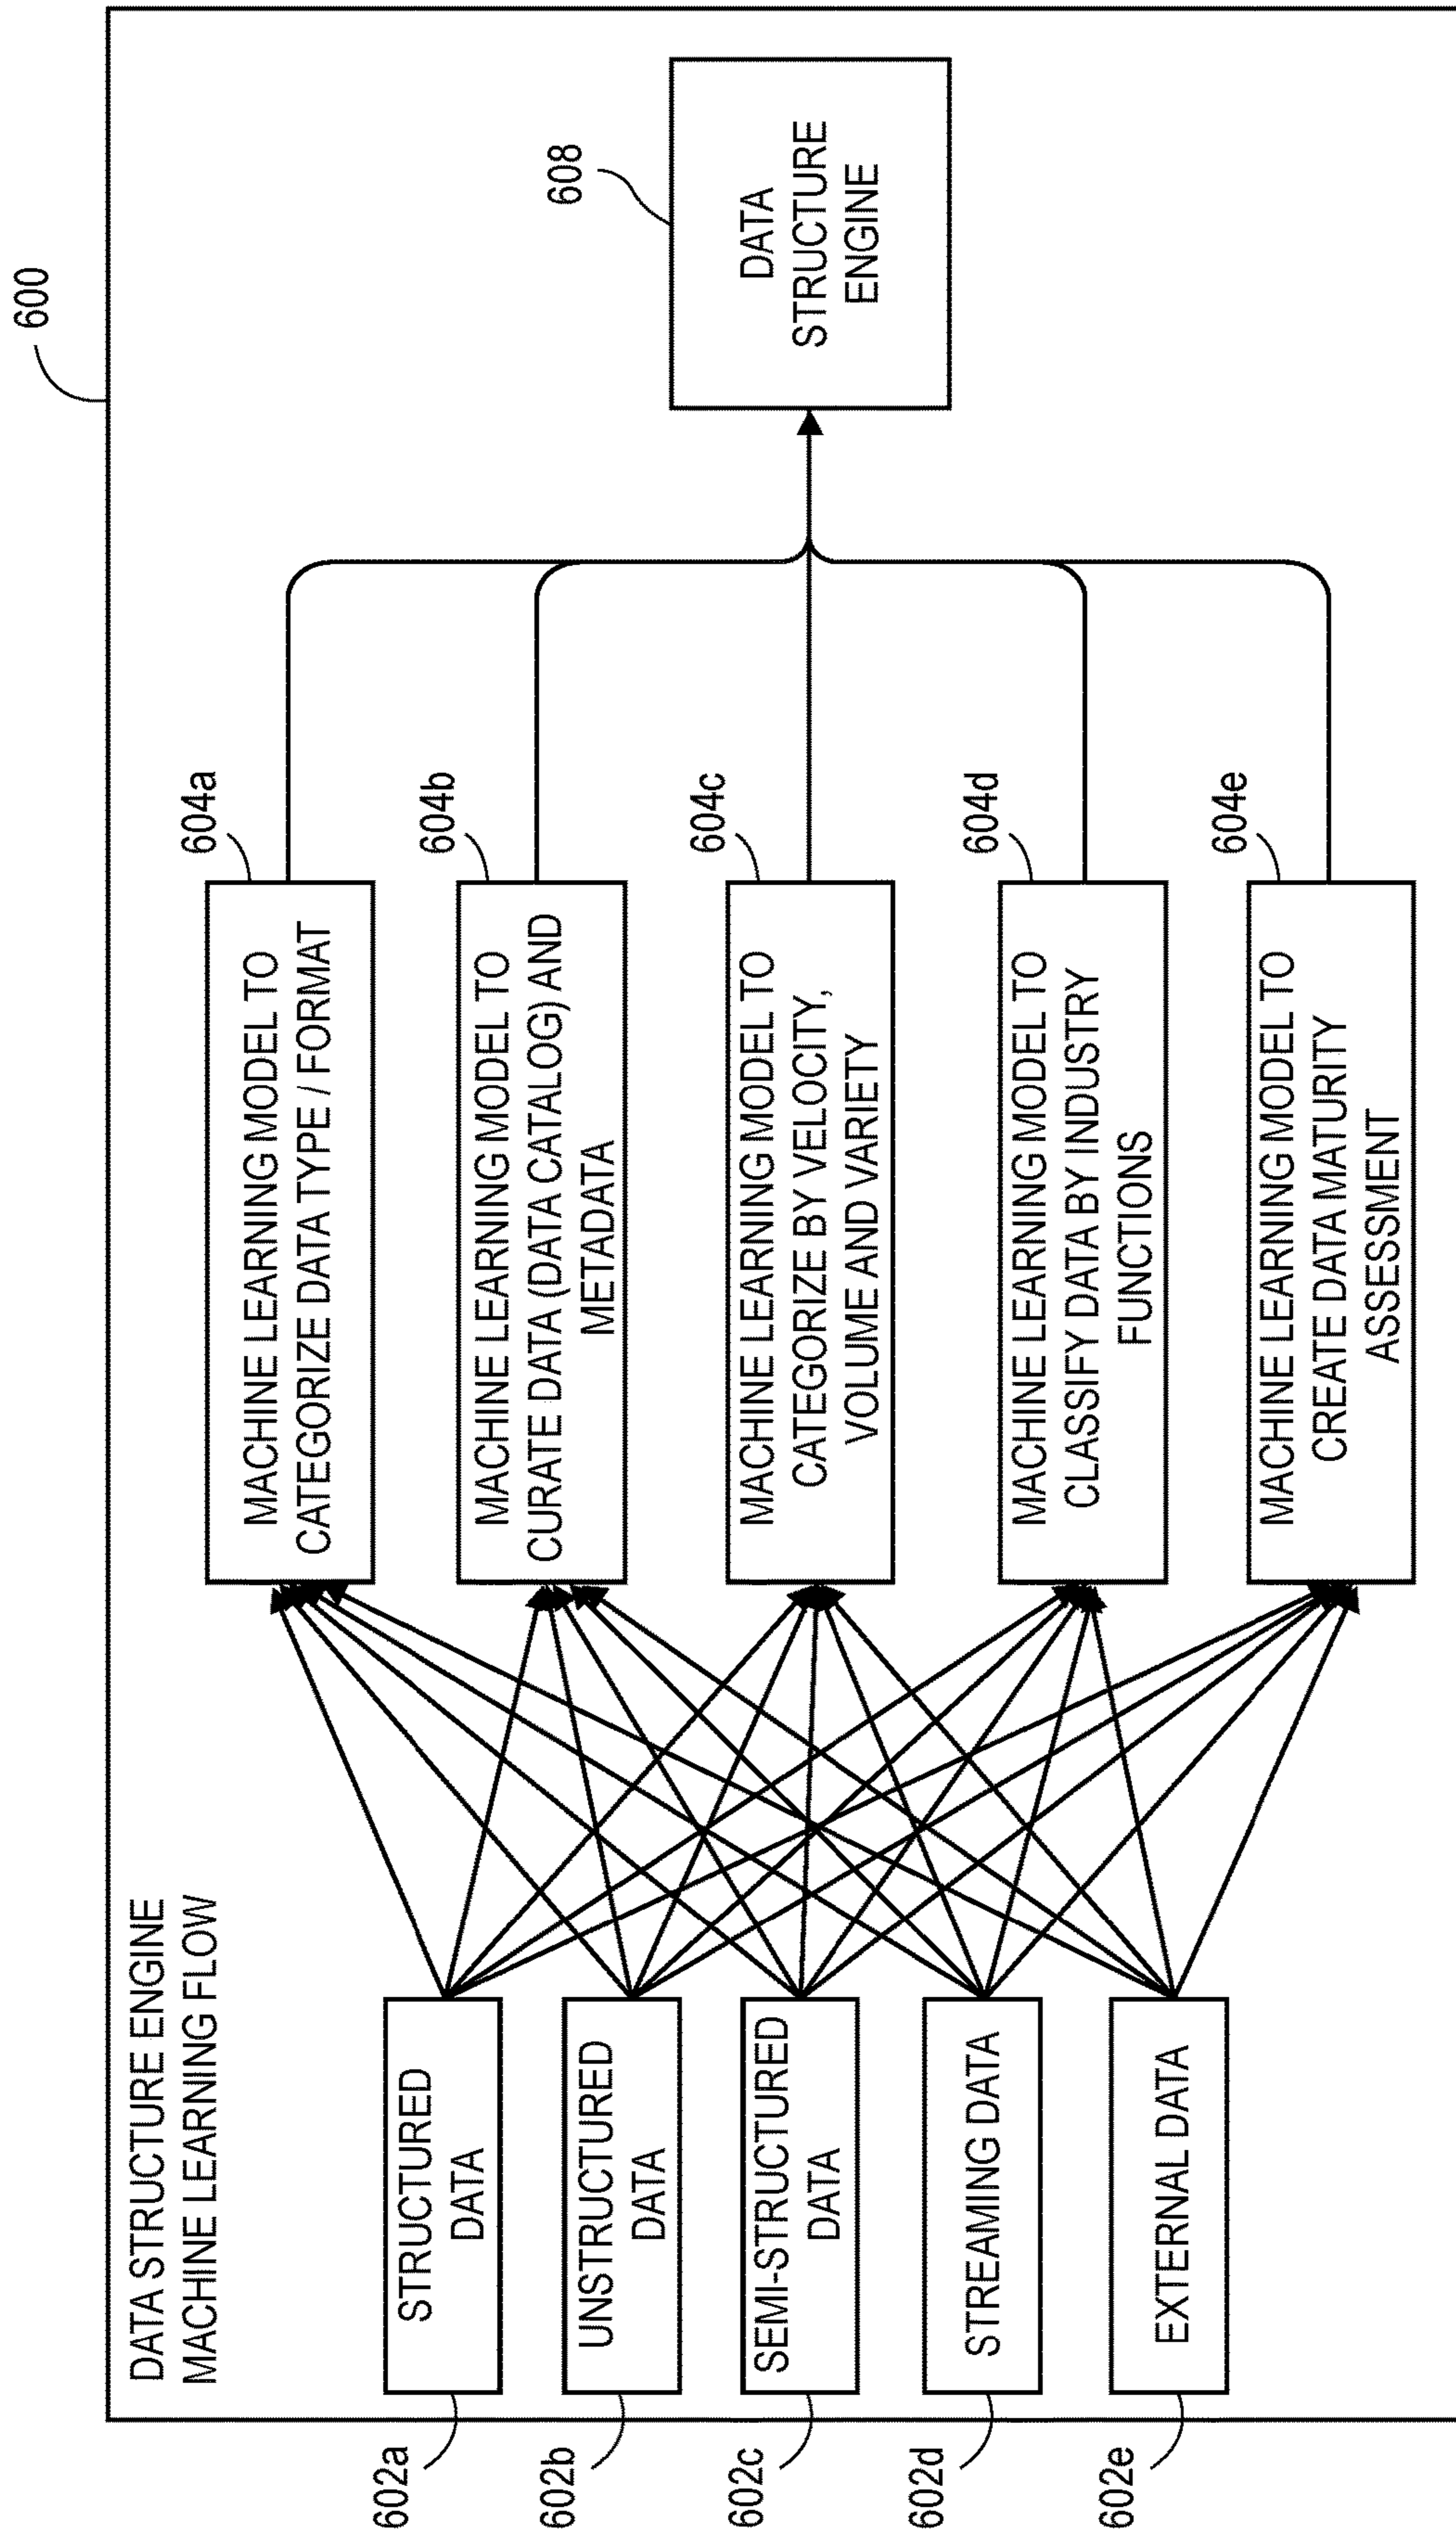 600
DATA STRUCTURE ENGINE
MACHINE LEARNING FLOW
602a
STRUCTURED
DATA
602b
UNSTRUCTURED
DATA
602c
SEMI-STRUCTURED
DATA
602d
STREAMING DATA
602e
EXTERNAL DATA
604a
MACHINE LEARNING MODEL TO
CATEGORIZE DATA TYPE / FORMAT
604b
MACHINE LEARNING MODEL TO
CURATE DATA (DATA CATALOG) AND
METADATA
604c
MACHINE LEARNING MODEL TO
CATEGORIZE BY VELOCITY,
VOLUME AND VARIETY
604d
MACHINE LEARNING MODEL TO
CLASSIFY DATA BY INDUSTRY
FUNCTIONS
604e
MACHINE LEARNING MODEL TO
CREATE DATA MATURITY
ASSESSMENT
608
DATA
STRUCTURE
ENGINE